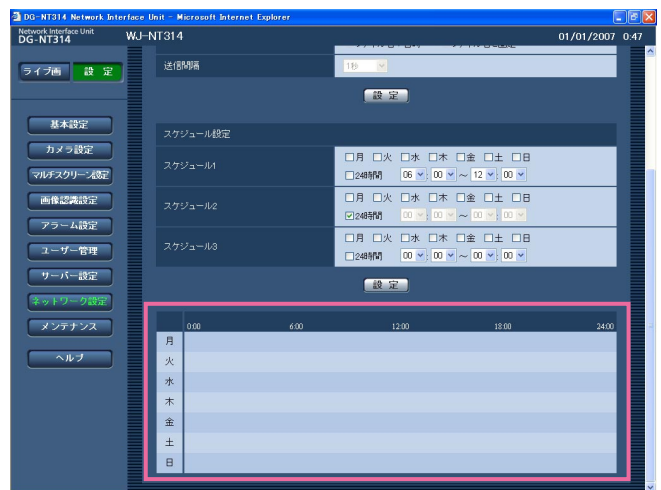 DG-NT314 Network Interface Unit - Microsoft Internet Explorer
Network Interface Unit
DG-NT314
WJ-NT314
01/01/2007 0:47
ライブ画
設 定
送信間隔
1秒
設 定
基本設定
カメラ設定
マルチスクリーン設定
画像認識設定
アラーム設定
ユーザー管理
サーバー設定
ネットワーク設定
メンテナンス
ヘルプ
スケジュール設定
スケジュール1
月 火 水 木 金 土 日
24時間 06 : 00 ~ 12 : 00
スケジュール2
月 火 水 木 金 土 日
24時間 00 : 00 ~ 00 : 00
スケジュール3
月 火 水 木 金 土 日
24時間 00 : 00 ~ 00 : 00
設 定
0:00 6:00 12:00 18:00 24:00
月
火
水
木
金
土
日